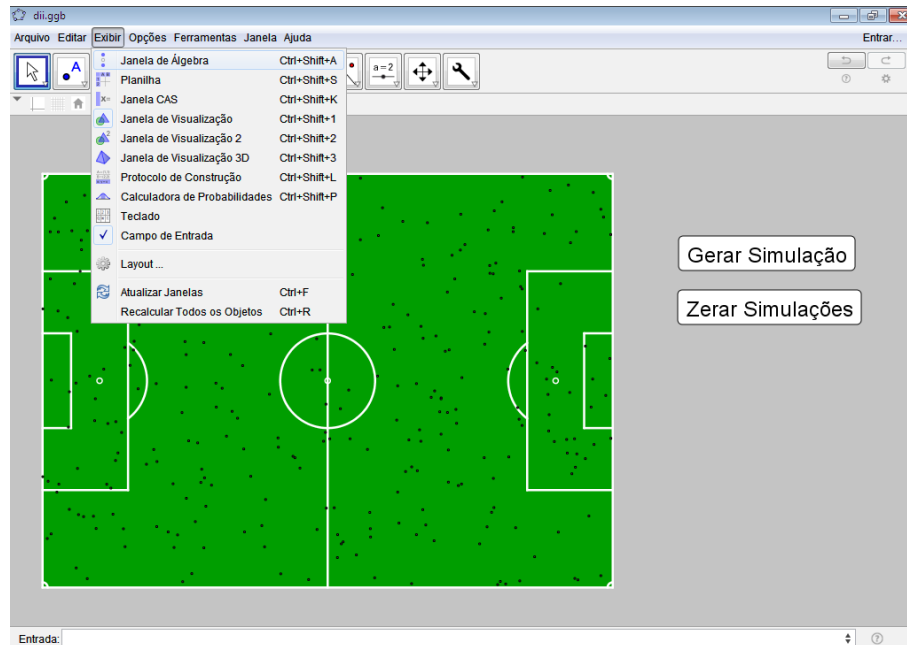 dii.ggb
Arquivo Editar Exibir Opções Ferramentas Janela Ajuda Entrar...
A a=2
Janela de Álgebra Ctrl+Shift+A
Planilha Ctrl+Shift+S
X= Janela CAS Ctrl+Shift+K
Janela de Visualização Ctrl+Shift+1
2 Janela de Visualização 2 Ctrl+Shift+2
Janela de Visualização 3D Ctrl+Shift+3
Protocolo de Construção Ctrl+Shift+L
Calculadora de Probabilidades Ctrl+Shift+P
Teclado
Campo de Entrada
Layout ...
Atualizar Janelas Ctrl+F
Recalcular Todos os Objetos Ctrl+R
Gerar Simulação
Zerar Simulações
Entrada: